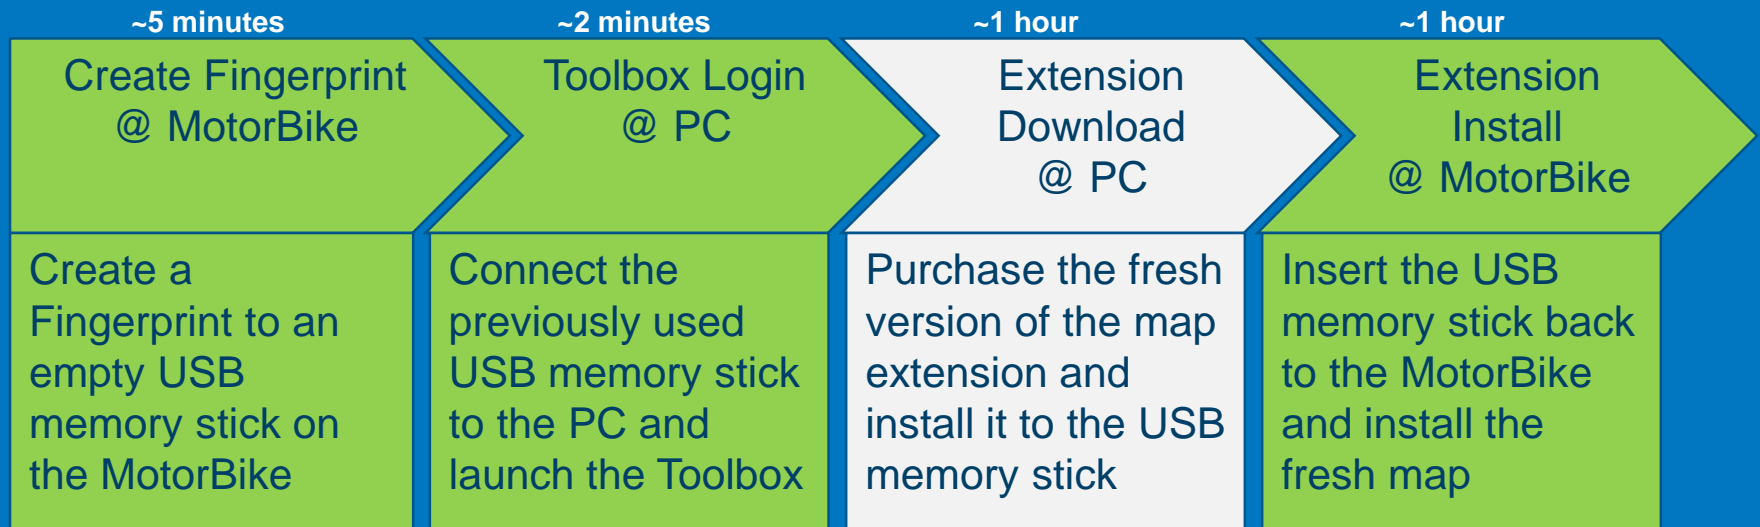 ~5 minutes
Create Fingerprint
@ MotorBike
Create a
Fingerprint to an
empty USB
memory stick on
the MotorBike
~2 minutes
Toolbox Login
@ PC
Connect the
previously used
USB memory stick
to the PC and
launch the Toolbox
~1 hour
Extension
Download
@ PC
Purchase the fresh
version of the map
extension and
install it to the USB
memory stick
~1 hour
Extension
Install
@ MotorBike
Insert the USB
memory stick back
to the MotorBike
and install the
fresh map